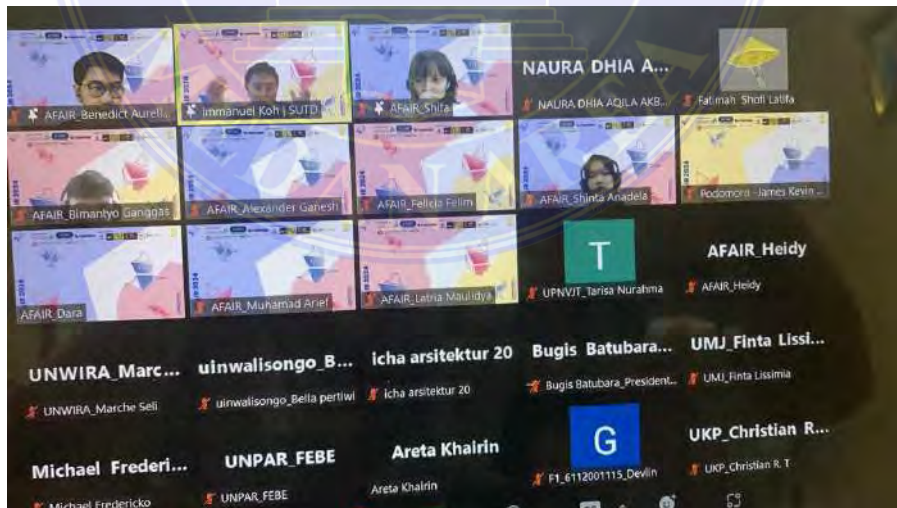 NAURA DHIA A...
AFAIR_Benedict Aurell...
Immanuel Koh | SUTD
AFAIR_Shifa
NAURA DHIA AQILA AKB...
Fatimah Shofi Latifa
AFAIR_Bimantyo Ganggas
AFAIR_Alexander Ganesh
AFAIR_Felicia Felim
AFAIR_Shinta Anadela
Podomoro -James Kevin ...
T
AFAIR_Heidy
AFAIR_Dara
AFAIR_Muhamad Arief
AFAIR_Latria Maulidya
UPNVJT_Tarisa Nurahma
AFAIR_Heidy
UNWIRA_Marc...
uinwalisongo_B...
icha arsitektur 20
Bugis Batubara...
UMJ_Finta Lissi...
UNWIRA_Marche Seli
uinwalisongo_Bella pertiwi
icha arsitektur 20
Bugis Batubara_President...
UMJ_Finta Lissimia
Michael Frederi...
UNPAR_FEBE
Areta Khairin
G
UKP_Christian R...
Michael Fredericko
UNPAR_FEBE
Areta Khairin
F1_6112001115_Devlin
UKP_Christian R. T